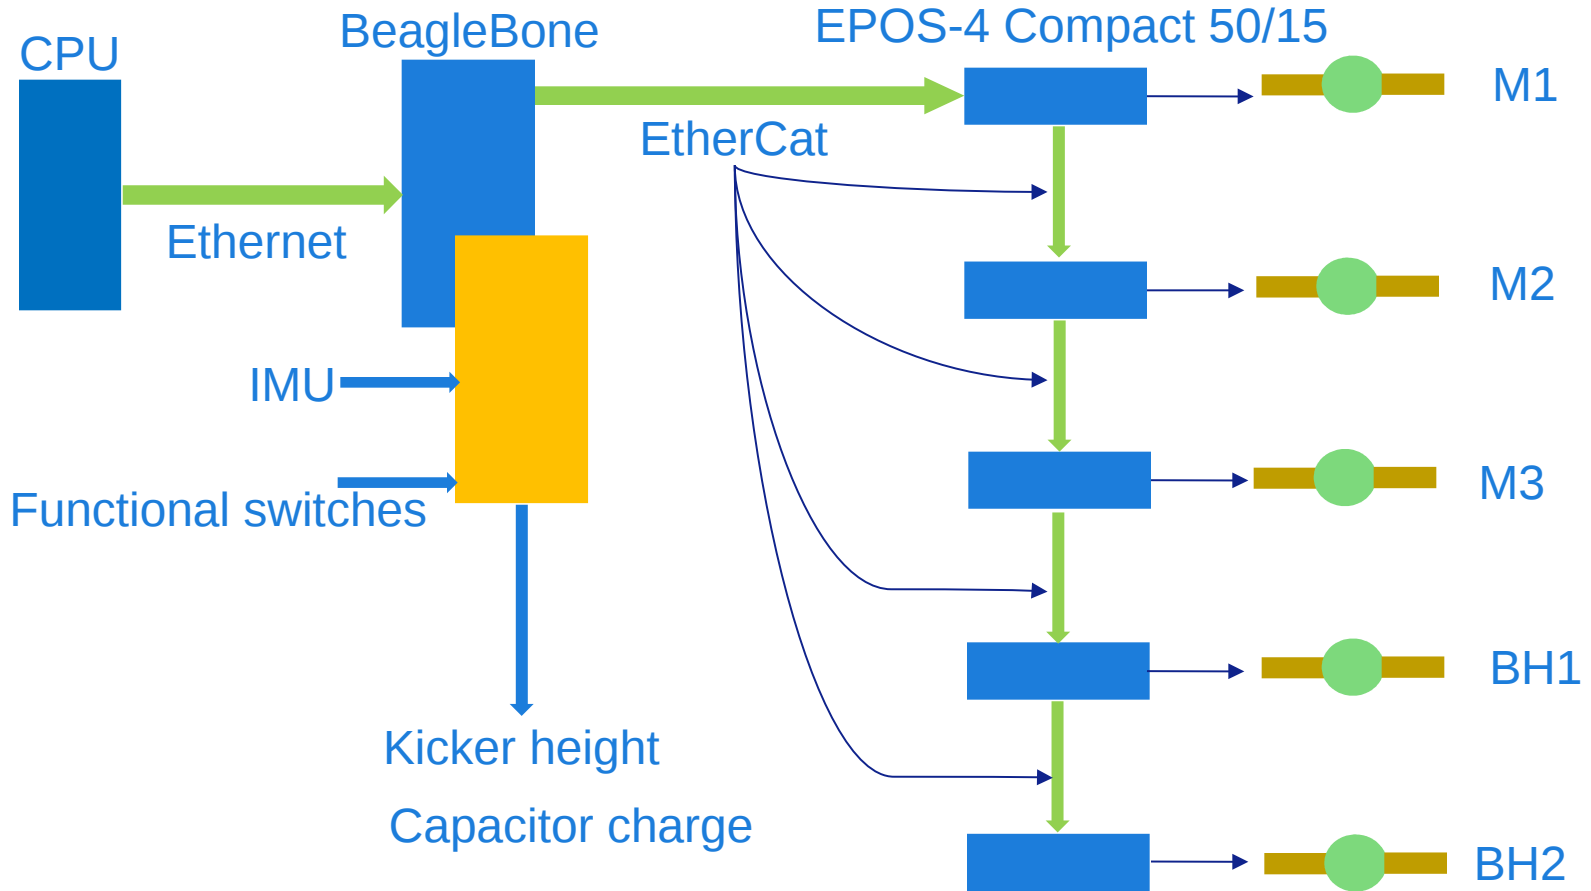 CPU
BeagleBone
EPOS-4 Compact 50/15
M1
EtherCat
Ethernet
M2
IMU
M3
Functional switches
BH1
Kicker height
Capacitor charge
BH2